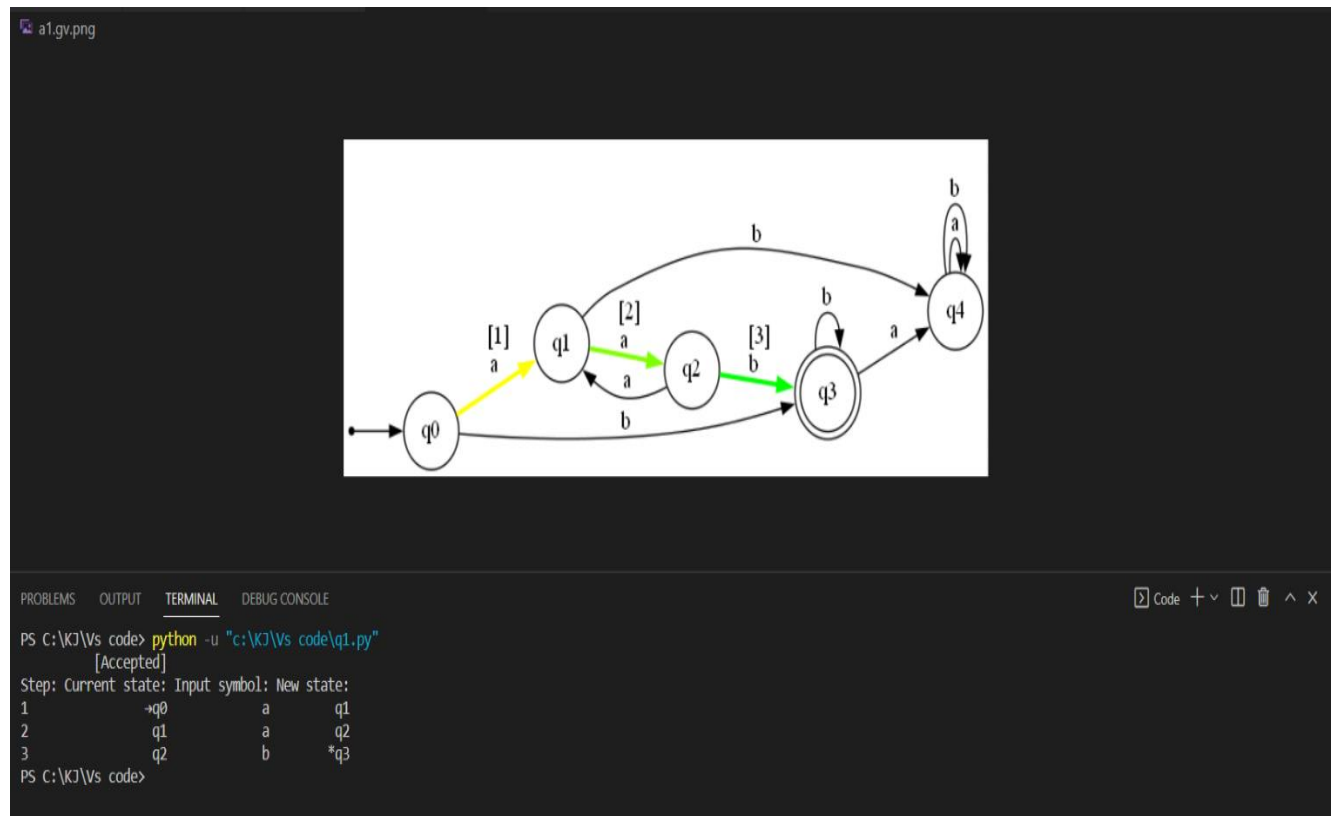 a1.gv.png
b
b
a
b
[2]
a
[3]
b
[1]
a
q0
q1
q2
q3
q4
a
a
b
PROBLEMS OUTPUT TERMINAL DEBUG CONSOLE
Code
PS C:\KJ\Vs code> python -u "c:\KJ\Vs code\q1.py"
[Accepted]
Step: Current state: Input symbol: New state:
1 →q0 a q1
2 q1 a q2
3 q2 b *q3
PS C:\KJ\Vs code>